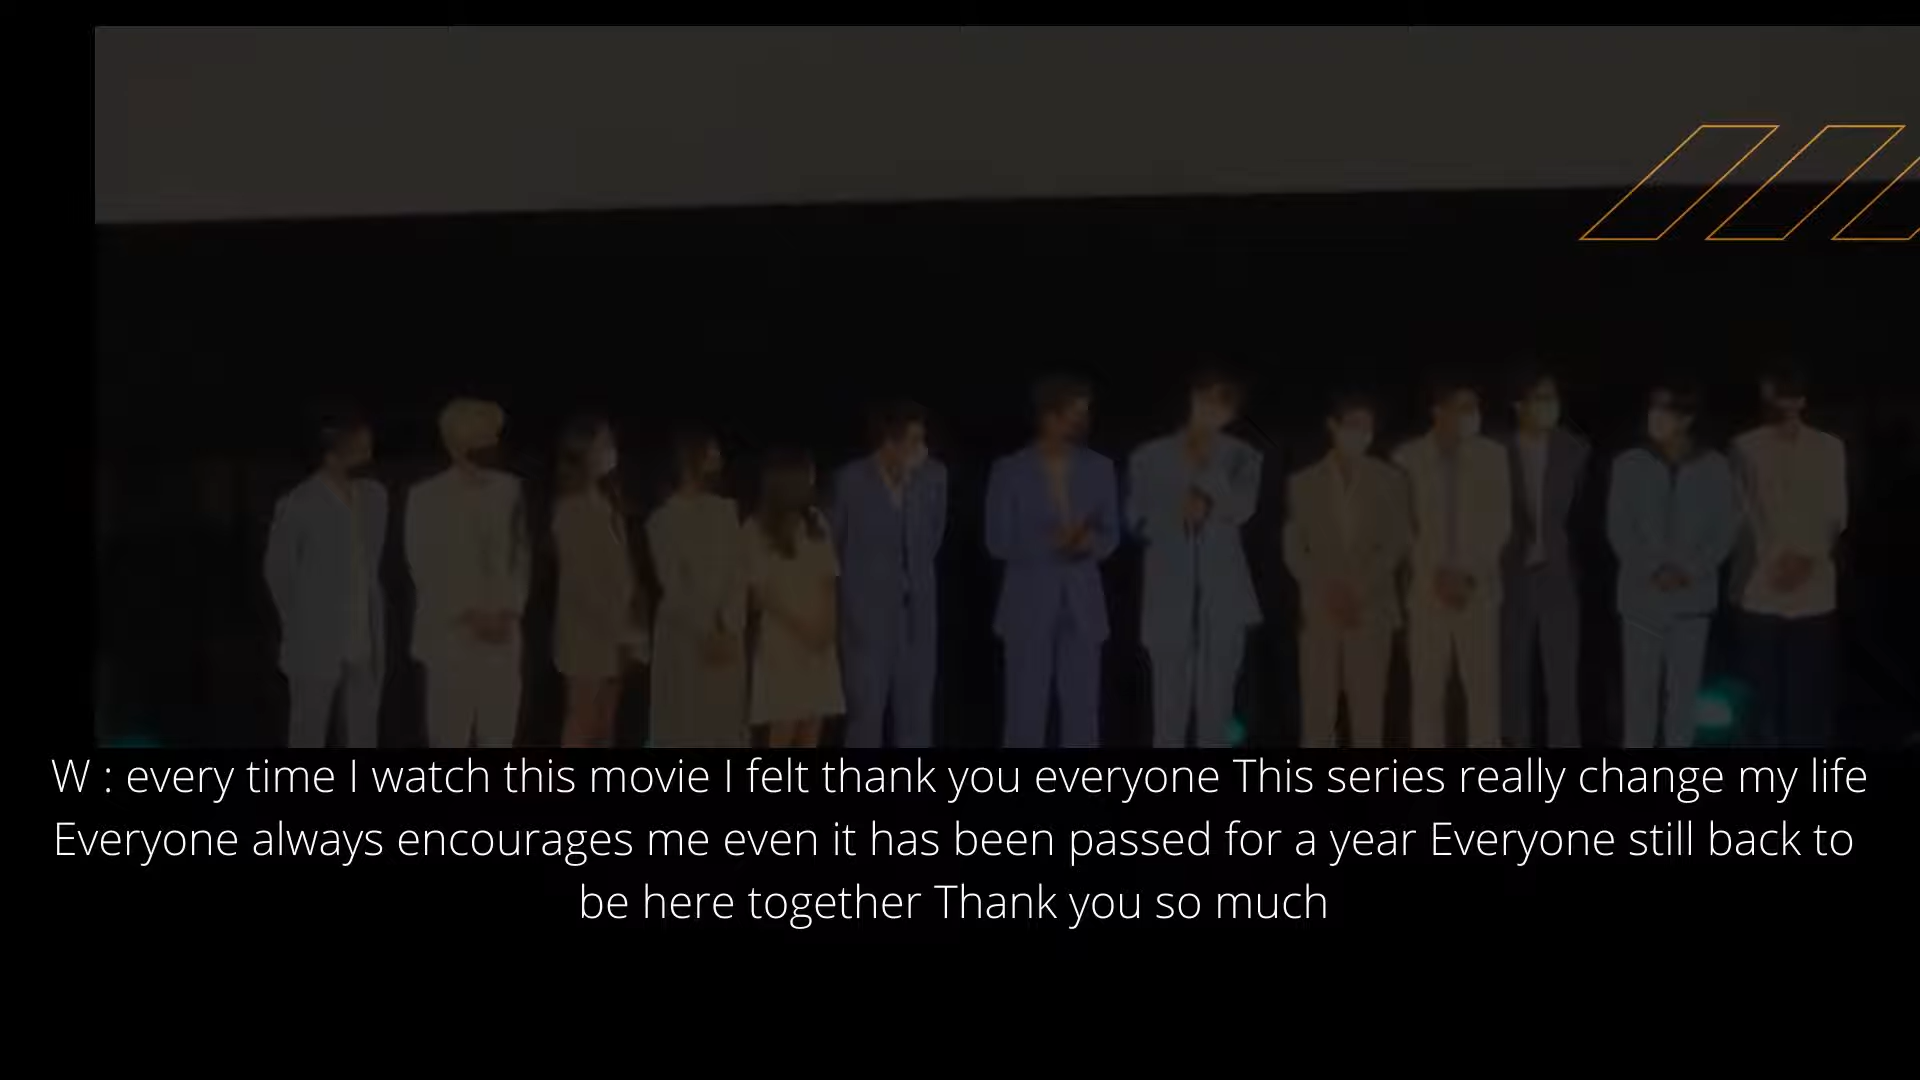 W : every time I watch this movie I felt thank you everyone This series really change my life
Everyone always encourages me even it has been passed for a year Everyone still back to
be here together Thank you so much